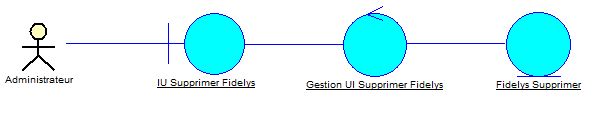 Administrateur
IU Supprimer Fidelys
Gestion UI Supprimer Fidelys
Fidelys Supprimer